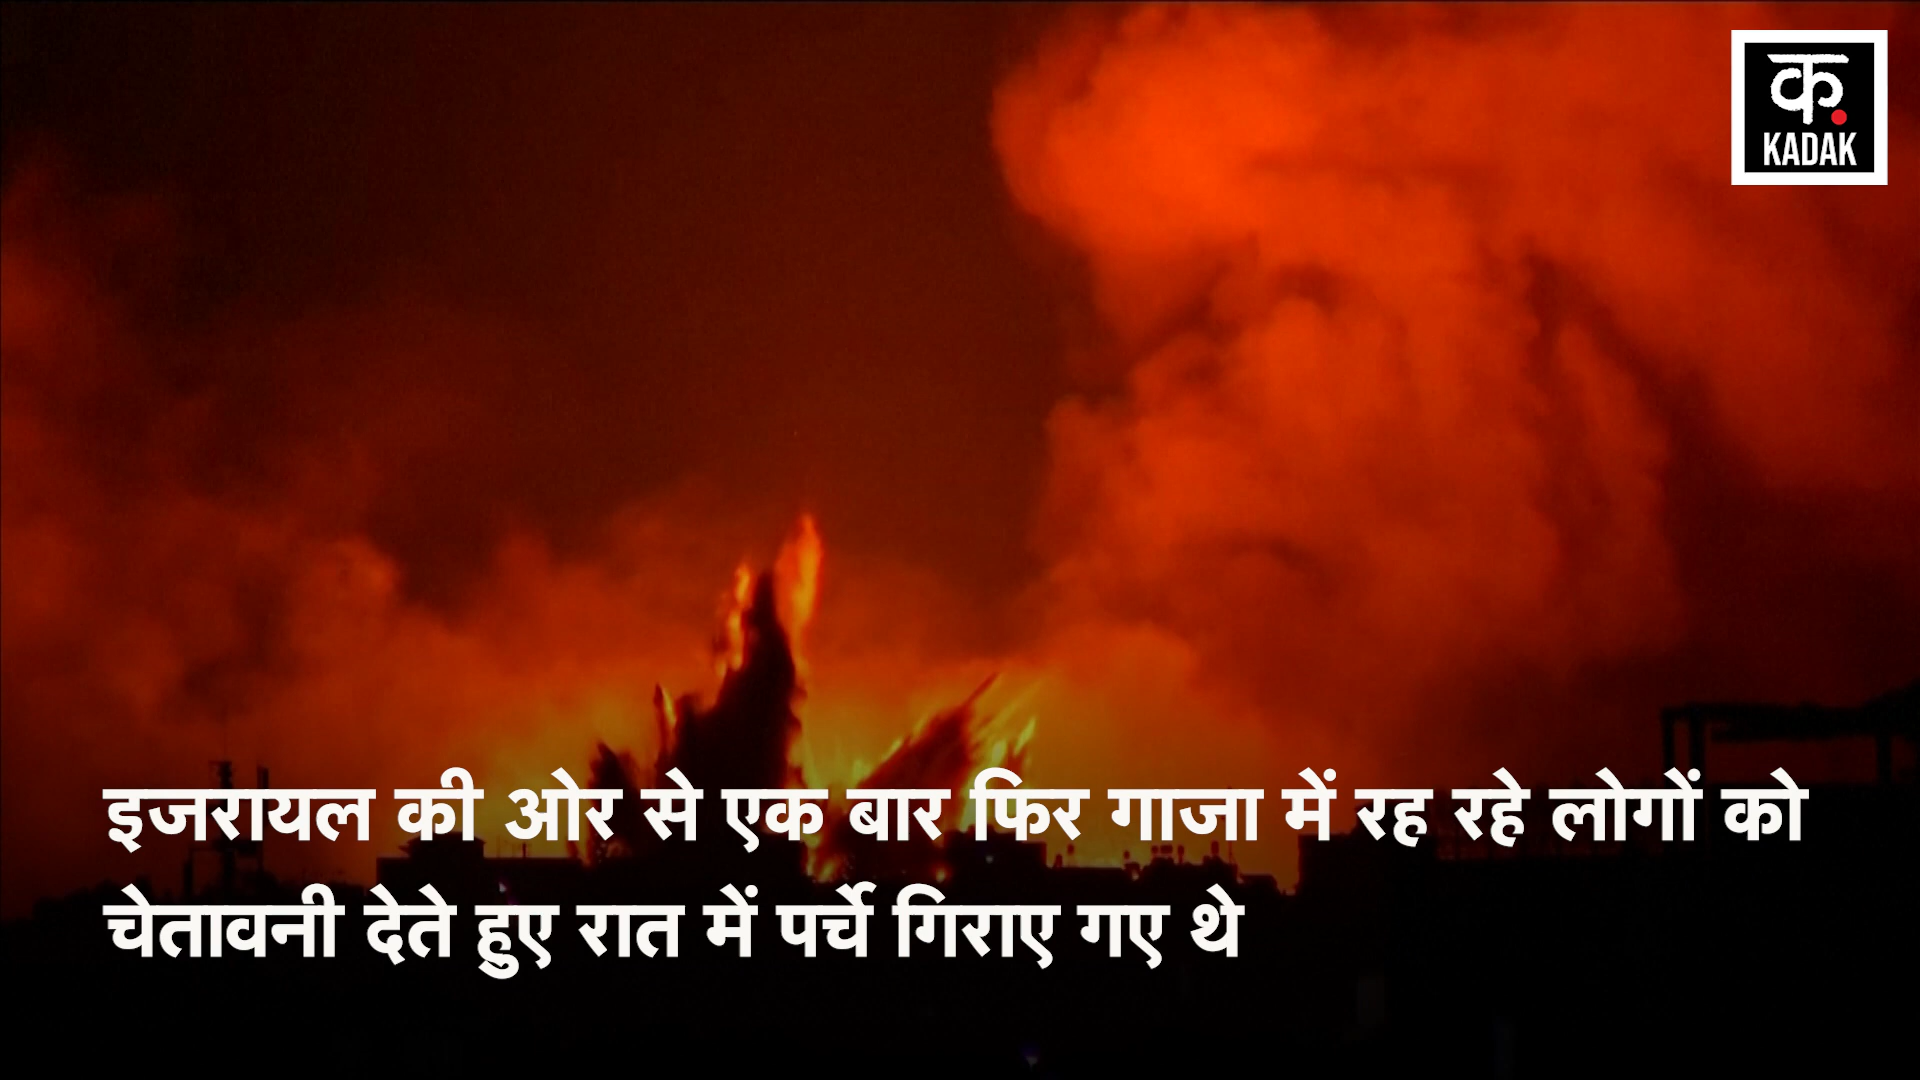 क.
KADAK
इजरायल की ओर से एक बार फिर गाजा में रह रहे लोगों को
चेतावनी देते हुए रात में पर्चे गिराए गए थे